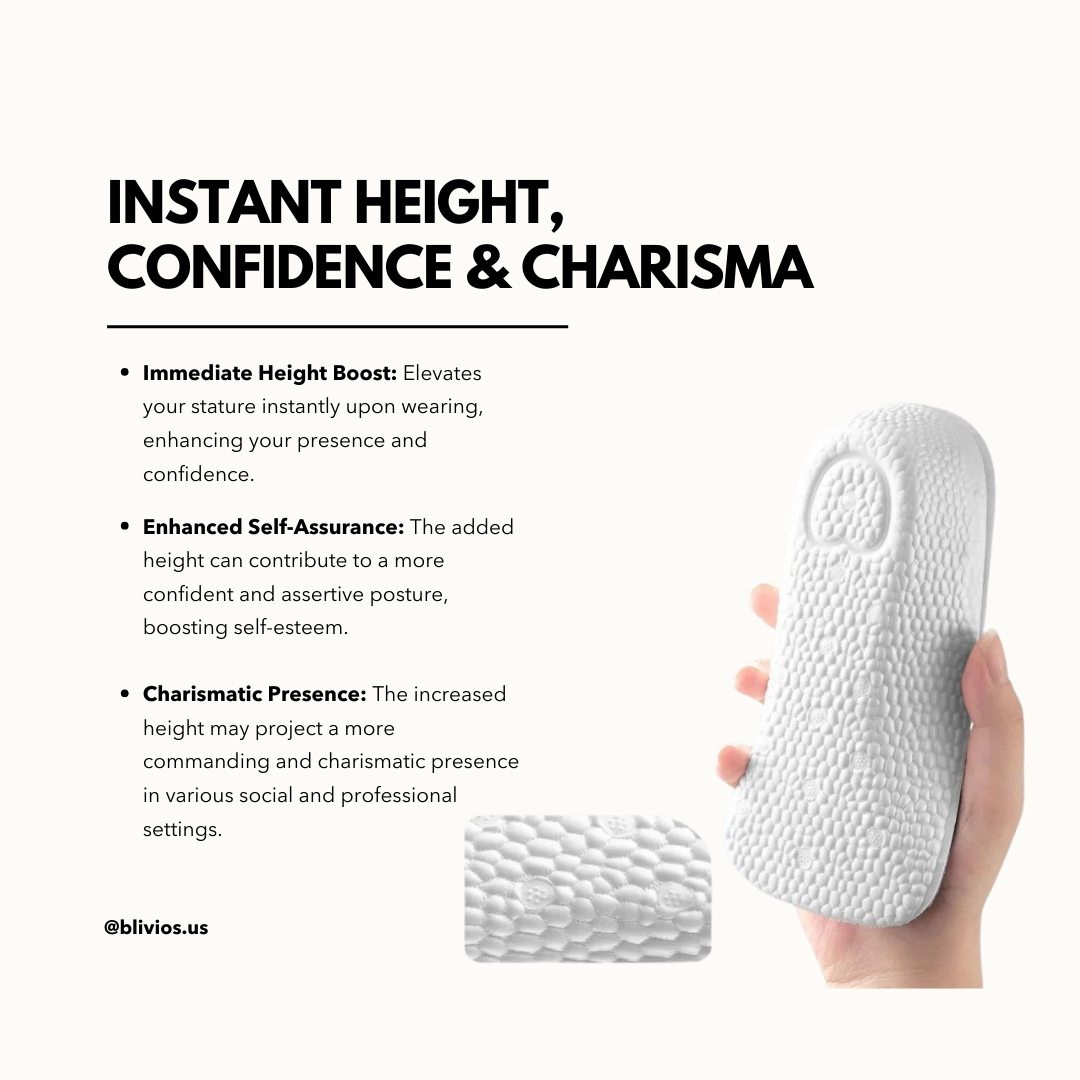 INSTANT HEIGHT,
CONFIDENCE & CHARISMA
• Immediate Height Boost: Elevates
your stature instantly upon wearing,
enhancing your presence and
confidence.
• Enhanced Self-Assurance: The added
height can contribute to a more
confident and assertive posture,
boosting self-esteem.
• Charismatic Presence: The increased
height may project a more
commanding and charismatic presence
in various social and professional
settings.
@blivios.us